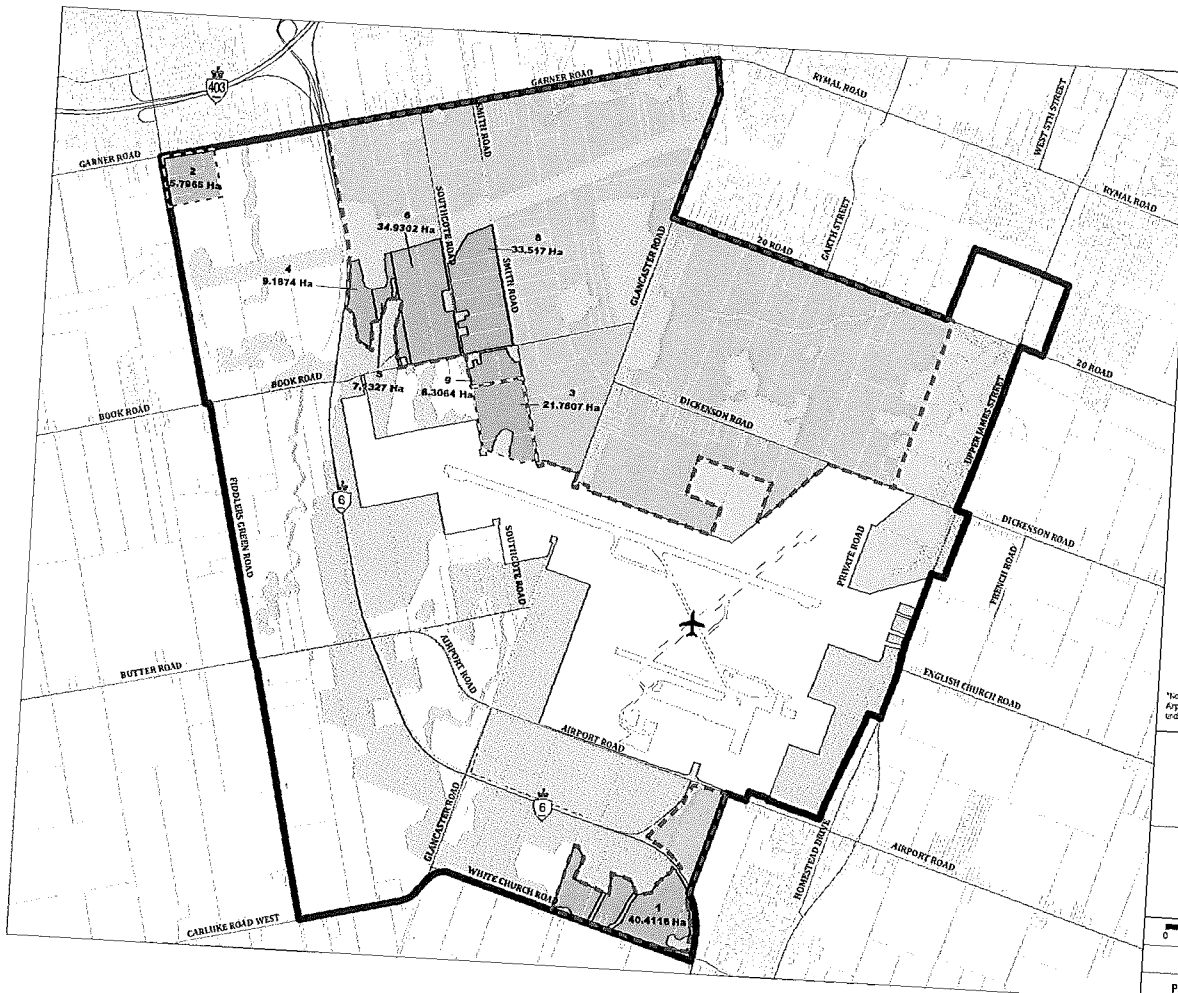 GARNER ROAD
RYMAL ROAD
WEST 5TH STREET
403
SMITH ROAD
GARNER ROAD
2
5.7965 Ha
RYMAL ROAD
SOUTHCOTE ROAD
6
34.9302 Ha
GARTH STREET
20 ROAD
8
33.517 Ha
4
9.1874 Ha
SMITH ROAD
GLANCASTER ROAD
20 ROAD
5
BOOK ROAD
9
3
21.7607 Ha
BOOK ROAD
DICKENSON ROAD
UPPER JAMES STREET
6
FIDDLERS GREEN ROAD
DICKENSON ROAD
SOUTHCOTE ROAD
PRIVATE ROAD
FRENCH ROAD
AIRPORT ROAD
BUTTER ROAD
ENGLISH CHURCH ROAD
AIRPORT ROAD
6
GLANCASTER ROAD
HOMESTEAD DRIVE
AIRPORT ROAD
WHITE CHURCH ROAD
1
40.4116 Ha
CARLUKE ROAD WEST
0
P